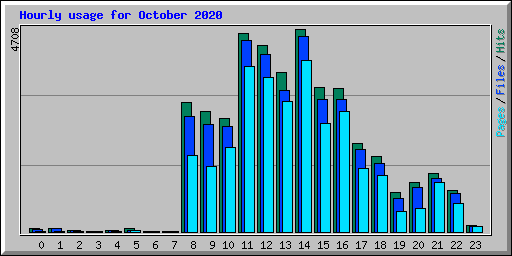 Hourly usage for October 2020
4708
Pages/Files/Hits
0 1 2 3 4 5 6 7 8 9 10 11 12 13 14 15 16 17 18 19 20 21 22 23